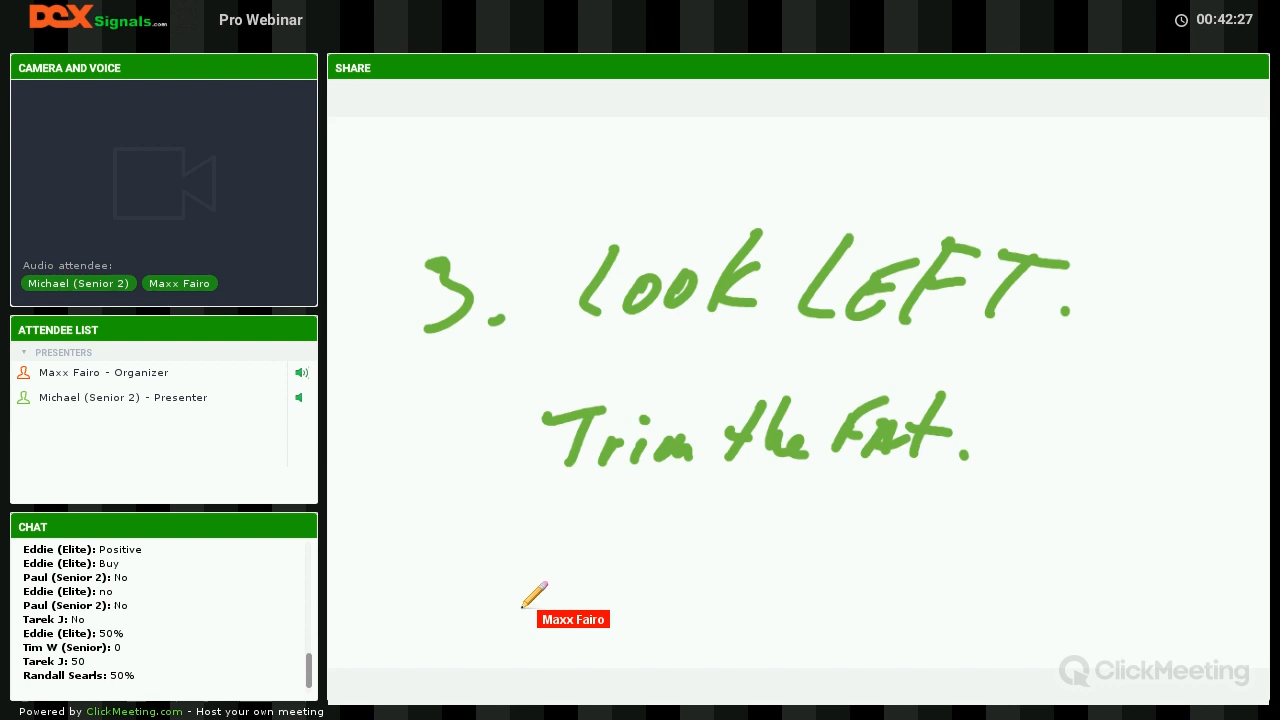 DCX Signals.com
Pro Webinar
00:42:27
CAMERA AND VOICE
Audio attendee:
Michael (Senior 2) Maxx Fairo
ATTENDEE LIST
PRESENTERS
Maxx Fairo - Organizer
Michael (Senior 2) - Presenter
CHAT
Eddie (Elite): Positive
Eddie (Elite): Buy
Paul (Senior 2): No
Eddie (Elite): no
Paul (Senior 2): No
Tarek J: No
Eddie (Elite): 50%
Tim W (Senior): 0
Tarek J: 50
Randall Searls: 50%
Powered by ClickMeeting.com - Host your own meeting
SHARE
3. Look LEFT.
Trim the FAt.
Maxx Fairo
ClickMeeting